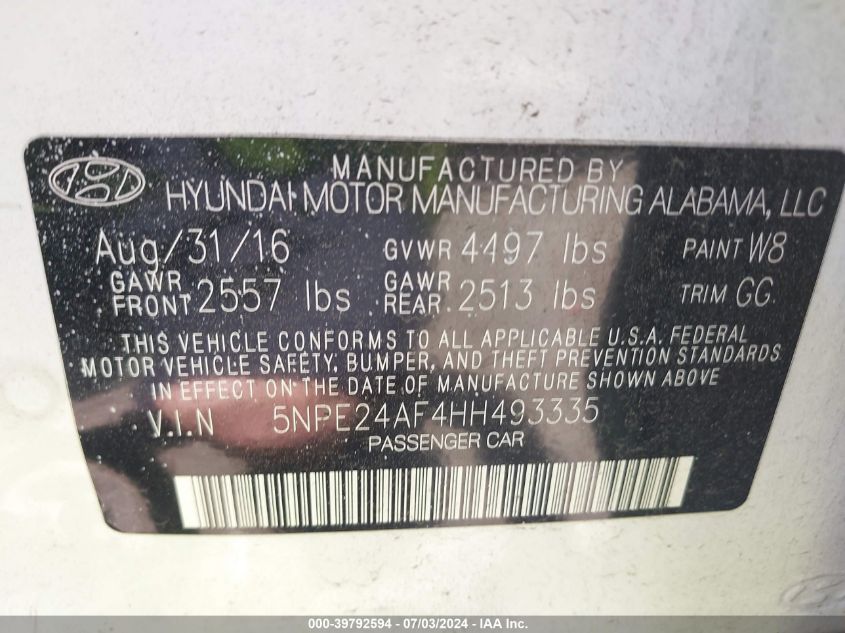 MANUFACTURED BY
HYUNDAI MOTOR MANUFACTURING ALABAMA, LLC
Aug/31/16 GVWR 4497 lbs PAINT W8
GAWR FRONT 2557 lbs GAWR REAR 2513 lbs TRIM GG
THIS VEHICLE CONFORMS TO ALL APPLICABLE U.S.A. FEDERAL
MOTOR VEHICLE SAFETY, BUMPER, AND THEFT PREVENTION STANDARDS
IN EFFECT ON THE DATE OF MANUFACTURE SHOWN ABOVE
V.I.N 5NPE24AF4HH493335
PASSENGER CAR
000-39792594 - 07/03/2024 - IAAI - Copart Inc.